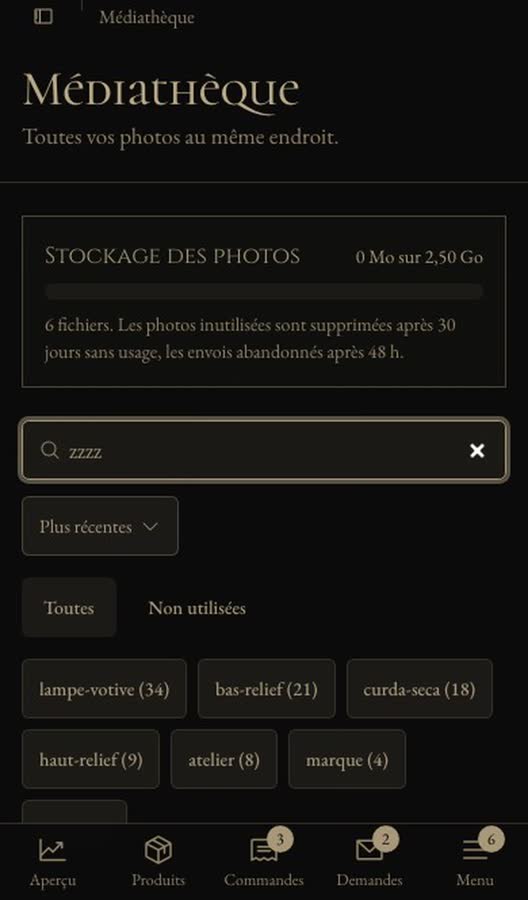 Médiathèque
Médiathèque
Toutes vos photos au même endroit.
Stockage des photos
0 Mo sur 2,50 Go
6 fichiers. Les photos inutilisées sont supprimées après 30
jours sans usage, les envois abandonnés après 48 h.
zzzz
Plus récentes
Toutes
Non utilisées
lampe-votive (34)
bas-relief (21)
curda-seca (18)
haut-relief (9)
atelier (8)
marque (4)
3
2
6
Aperçu
Produits
Commandes
Demandes
Menu